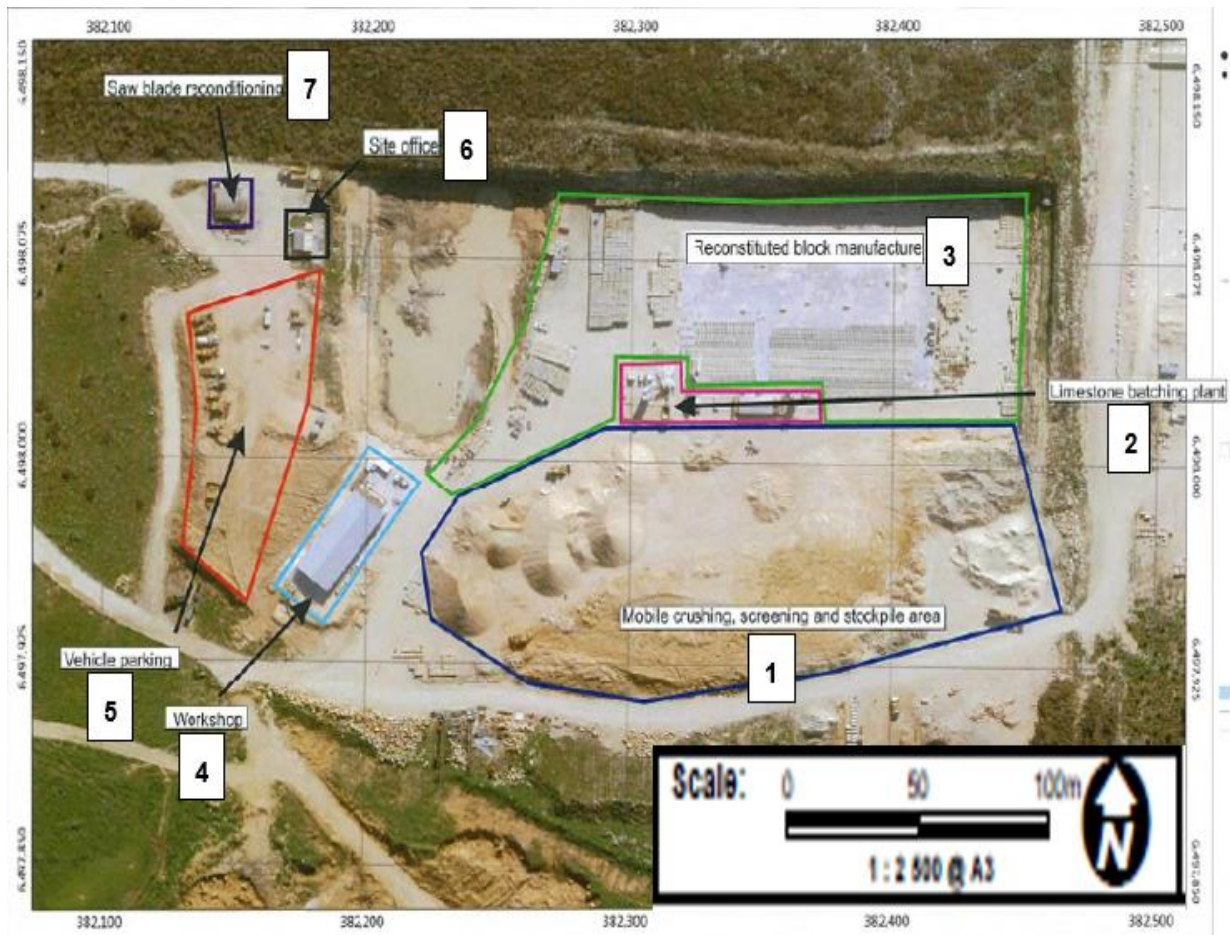 382,100 382,200 382,300 382,400 382,500
6,498,150 6,498,150
Saw blade reconditioning 7
Site office 6
6,498,075 6,498,075
Reconstituted block manufacture 3
Limestone batching plant
2
6,498,000 6,498,000
Mobile crushing, screening and stockpile area
1
6,497,925 6,497,925
Vehicle parking
5
Workshop
4
Scale: 0 50 100m
1 : 2 500 @ A3
N
6,497,850 6,497,850
382,100 382,200 382,300 382,400 382,500